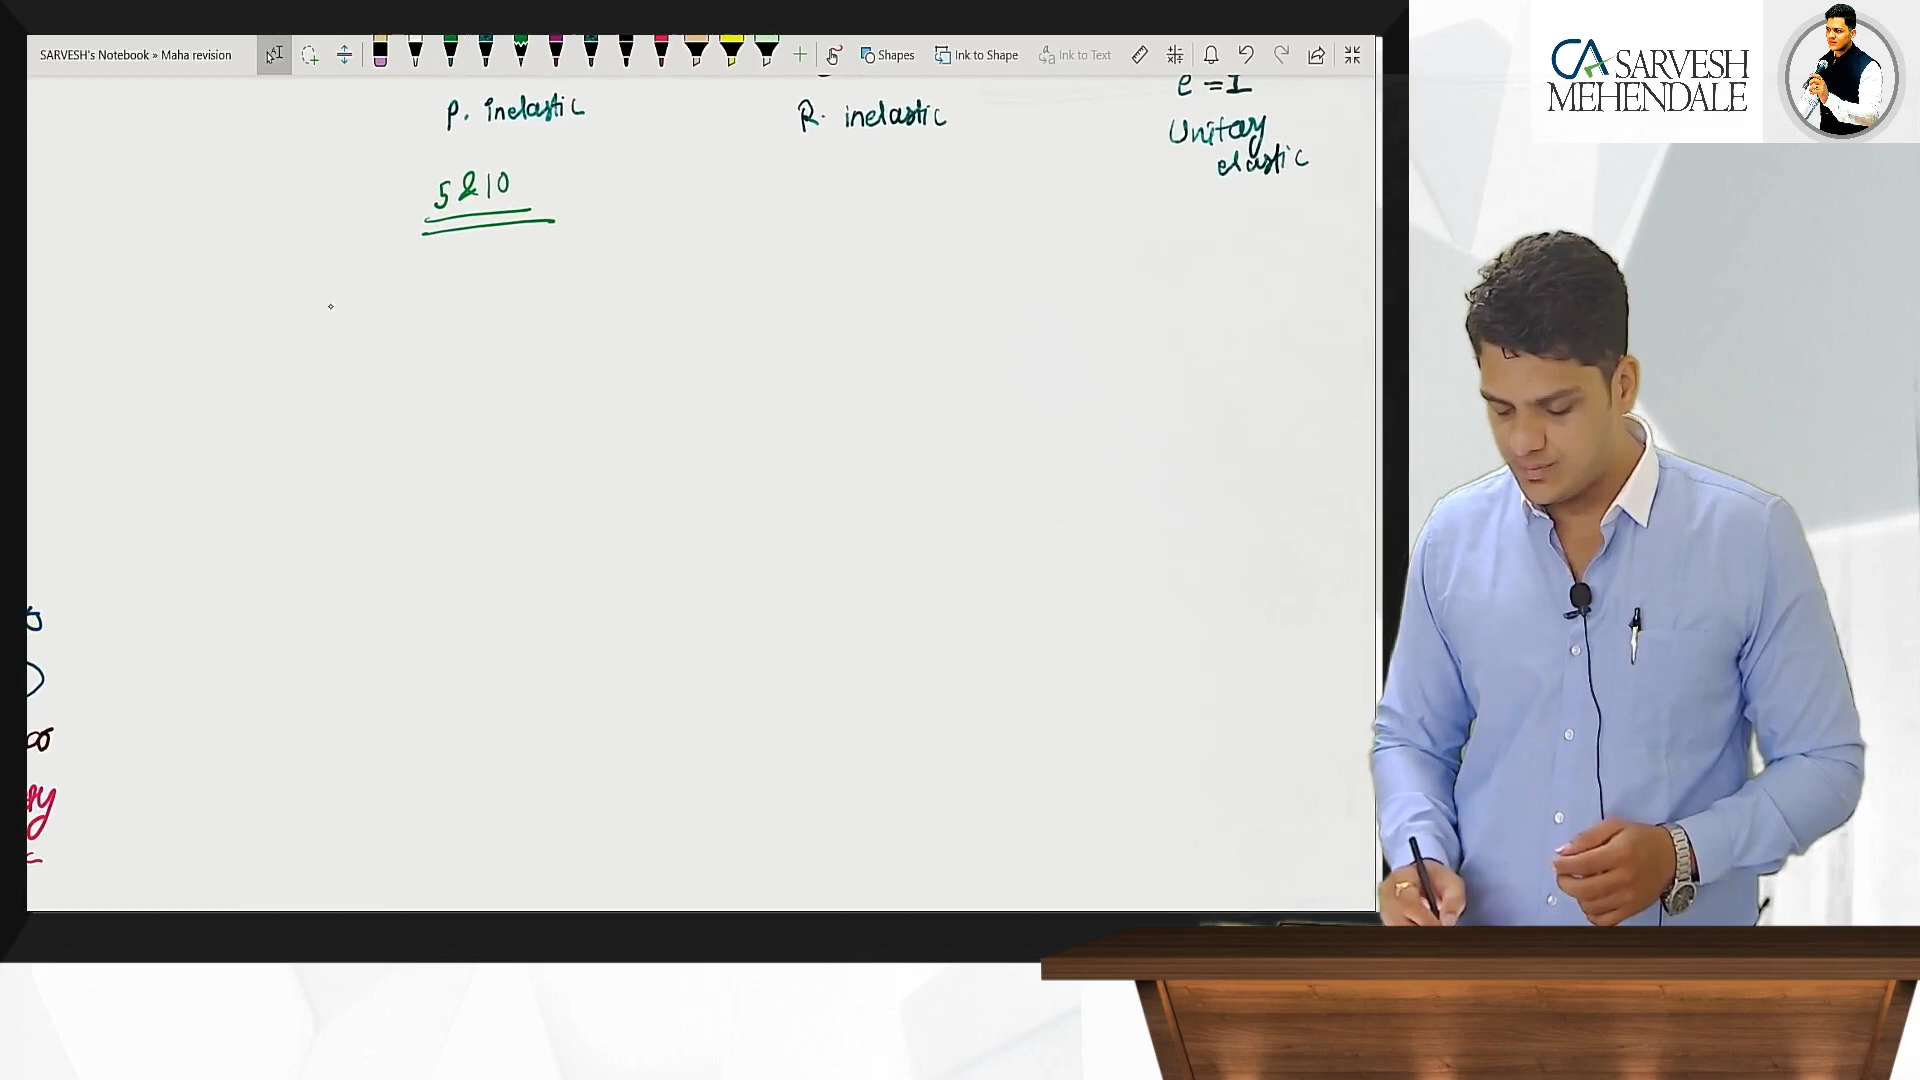 SARVESH's Notebook » Maha revision
Shapes
Ink to Shape
Ink to Text
CA SARVESH
MEHENDALE
e = 1
P. inelastic
R. inelastic
Unitary
elastic
5 & 10